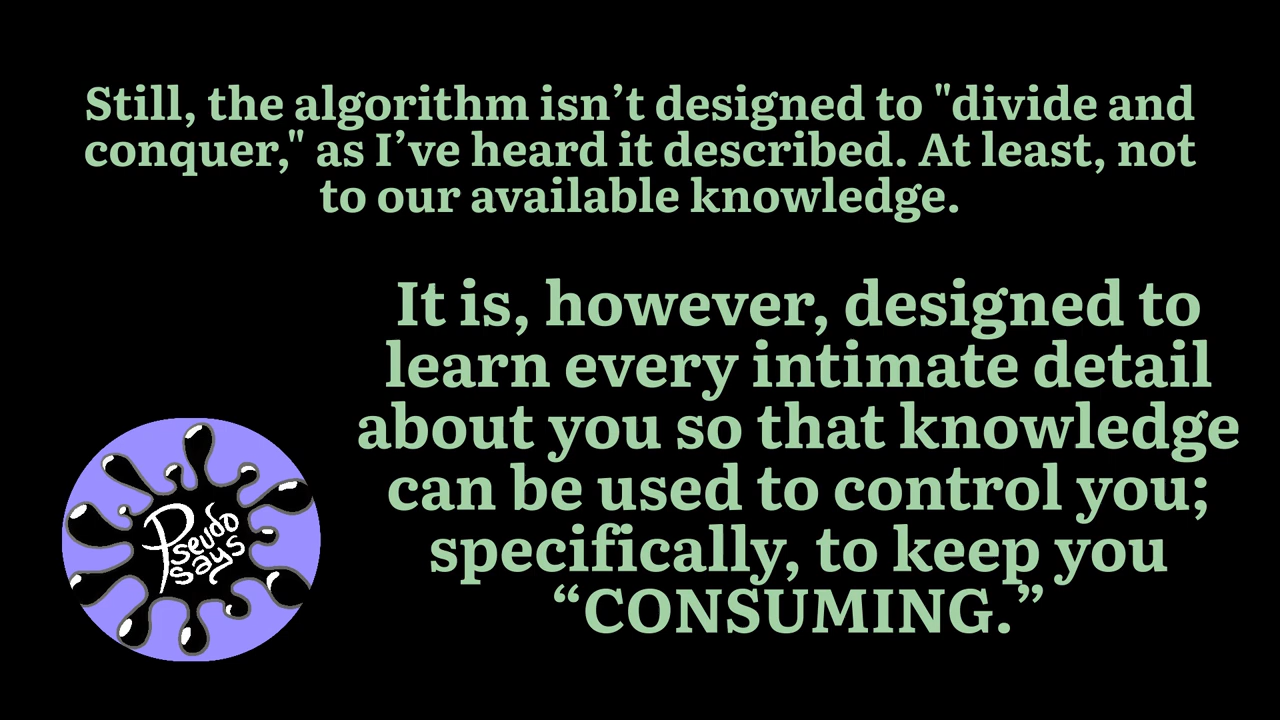 Still, the algorithm isn’t designed to "divide and
conquer," as I’ve heard it described. At least, not
to our available knowledge.
It is, however, designed to
learn every intimate detail
about you so that knowledge
can be used to control you;
specifically, to keep you
“CONSUMING.”
Pseudo
says